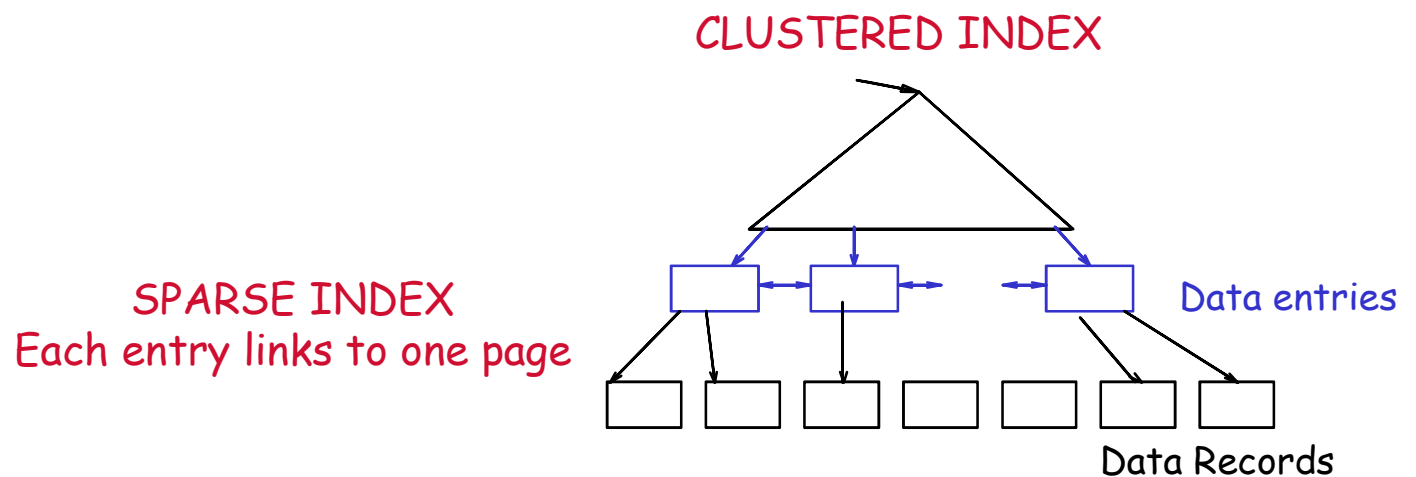 CLUSTERED INDEX
SPARSE INDEX
Each entry links to one page
Data entries
Data Records